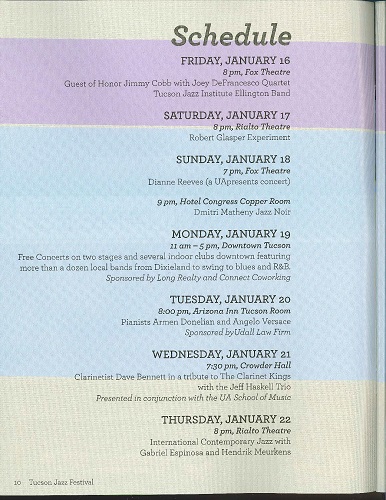 Schedule
FRIDAY, JANUARY 16
8 pm, Fox Theatre
Guest of Honor Jimmy Cobb with Joey DeFrancesco Quartet
Tucson Jazz Institute Ellington Band
SATURDAY, JANUARY 17
8 pm, Rialto Theatre
Robert Glasper Experiment
SUNDAY, JANUARY 18
7 pm, Fox Theatre
Dianne Reeves (a UApresents concert)
9 pm, Hotel Congress Copper Room
Dmitri Matheny Jazz Noir
MONDAY, JANUARY 19
11 am – 5 pm, Downtown Tucson
Free Concerts on two stages and several indoor clubs downtown featuring
more than a dozen local bands from Dixieland to swing to blues and R&B.
Sponsored by Long Realty and Connect Coworking
TUESDAY, JANUARY 20
8:00 pm, Arizona Inn Tucson Room
Pianists Armen Donelian and Angelo Versace
Sponsored byUdall Law Firm
WEDNESDAY, JANUARY 21
7:30 pm, Crowder Hall
Clarinetist Dave Bennett in a tribute to The Clarinet Kings
with the Jeff Haskell Trio
Presented in conjunction with the UA School of Music
THURSDAY, JANUARY 22
8 pm, Rialto Theatre
International Contemporary Jazz with
Gabriel Espinosa and Hendrik Meurkens
10 Tucson Jazz Festival